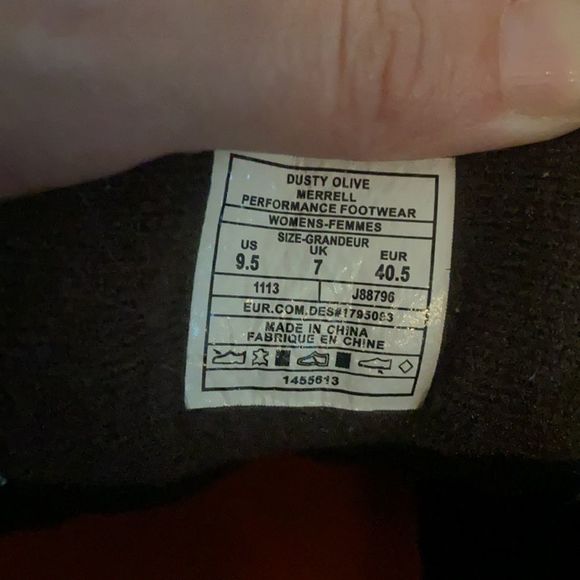 DUSTY OLIVE
MERRELL
PERFORMANCE FOOTWEAR
WOMENS-FEMMES
SIZE-GRANDEUR
US UK EUR
9.5 7 40.5
1113 J88796
EUR.COM.DES#1795093
MADE IN CHINA
FABRIQUE EN CHINE
1455613